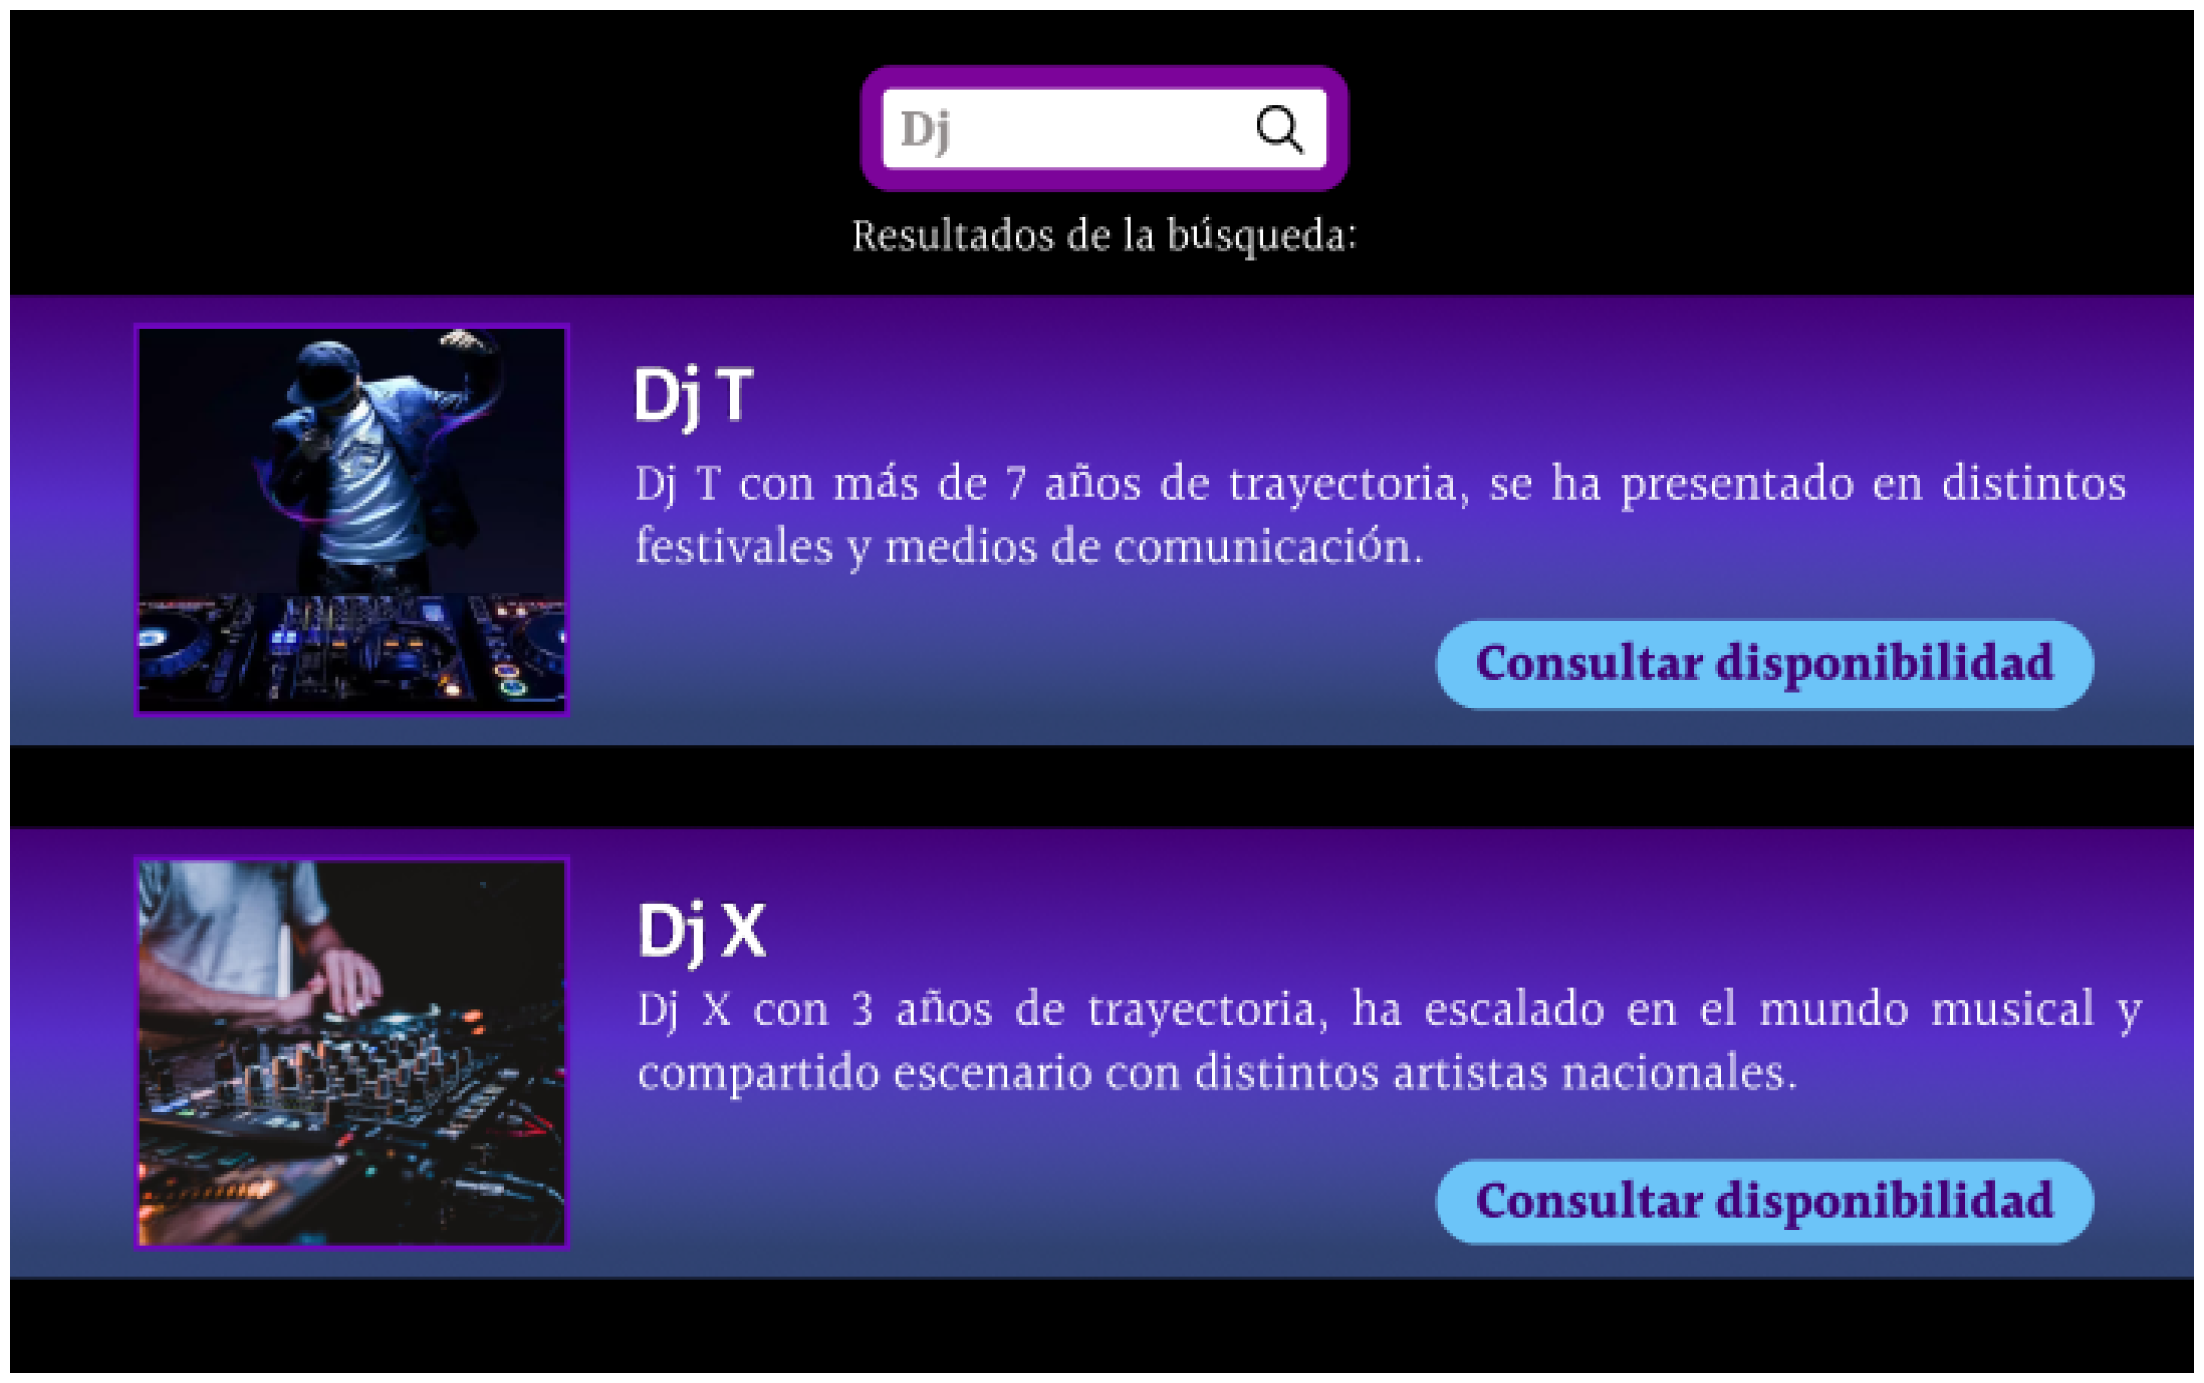 Dj
Resultados de la búsqueda:
Dj T
Dj T con más de 7 años de trayectoria, se ha presentado en distintos
festivales y medios de comunicación.
Consultar disponibilidad
Dj X
Dj X con 3 años de trayectoria, ha escalado en el mundo musical y
compartido escenario con distintos artistas nacionales.
Consultar disponibilidad